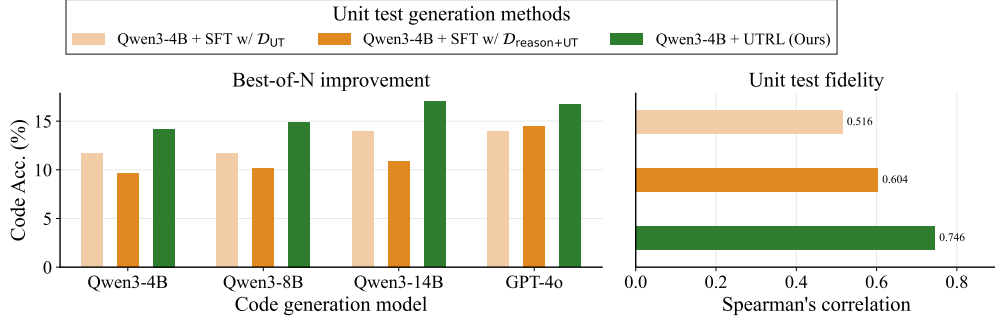 Unit test generation methods
Qwen3-4B + SFT w/ 𝒟UT Qwen3-4B + SFT w/ 𝒟reason+UT Qwen3-4B + UTRL (Ours)
Best-of-N improvement
Code Acc. (%)
15
10
5
0
Qwen3-4B Qwen3-8B Qwen3-14B GPT-4o
Code generation model
Unit test fidelity
0.516
0.604
0.746
0.0 0.2 0.4 0.6 0.8
Spearman's correlation